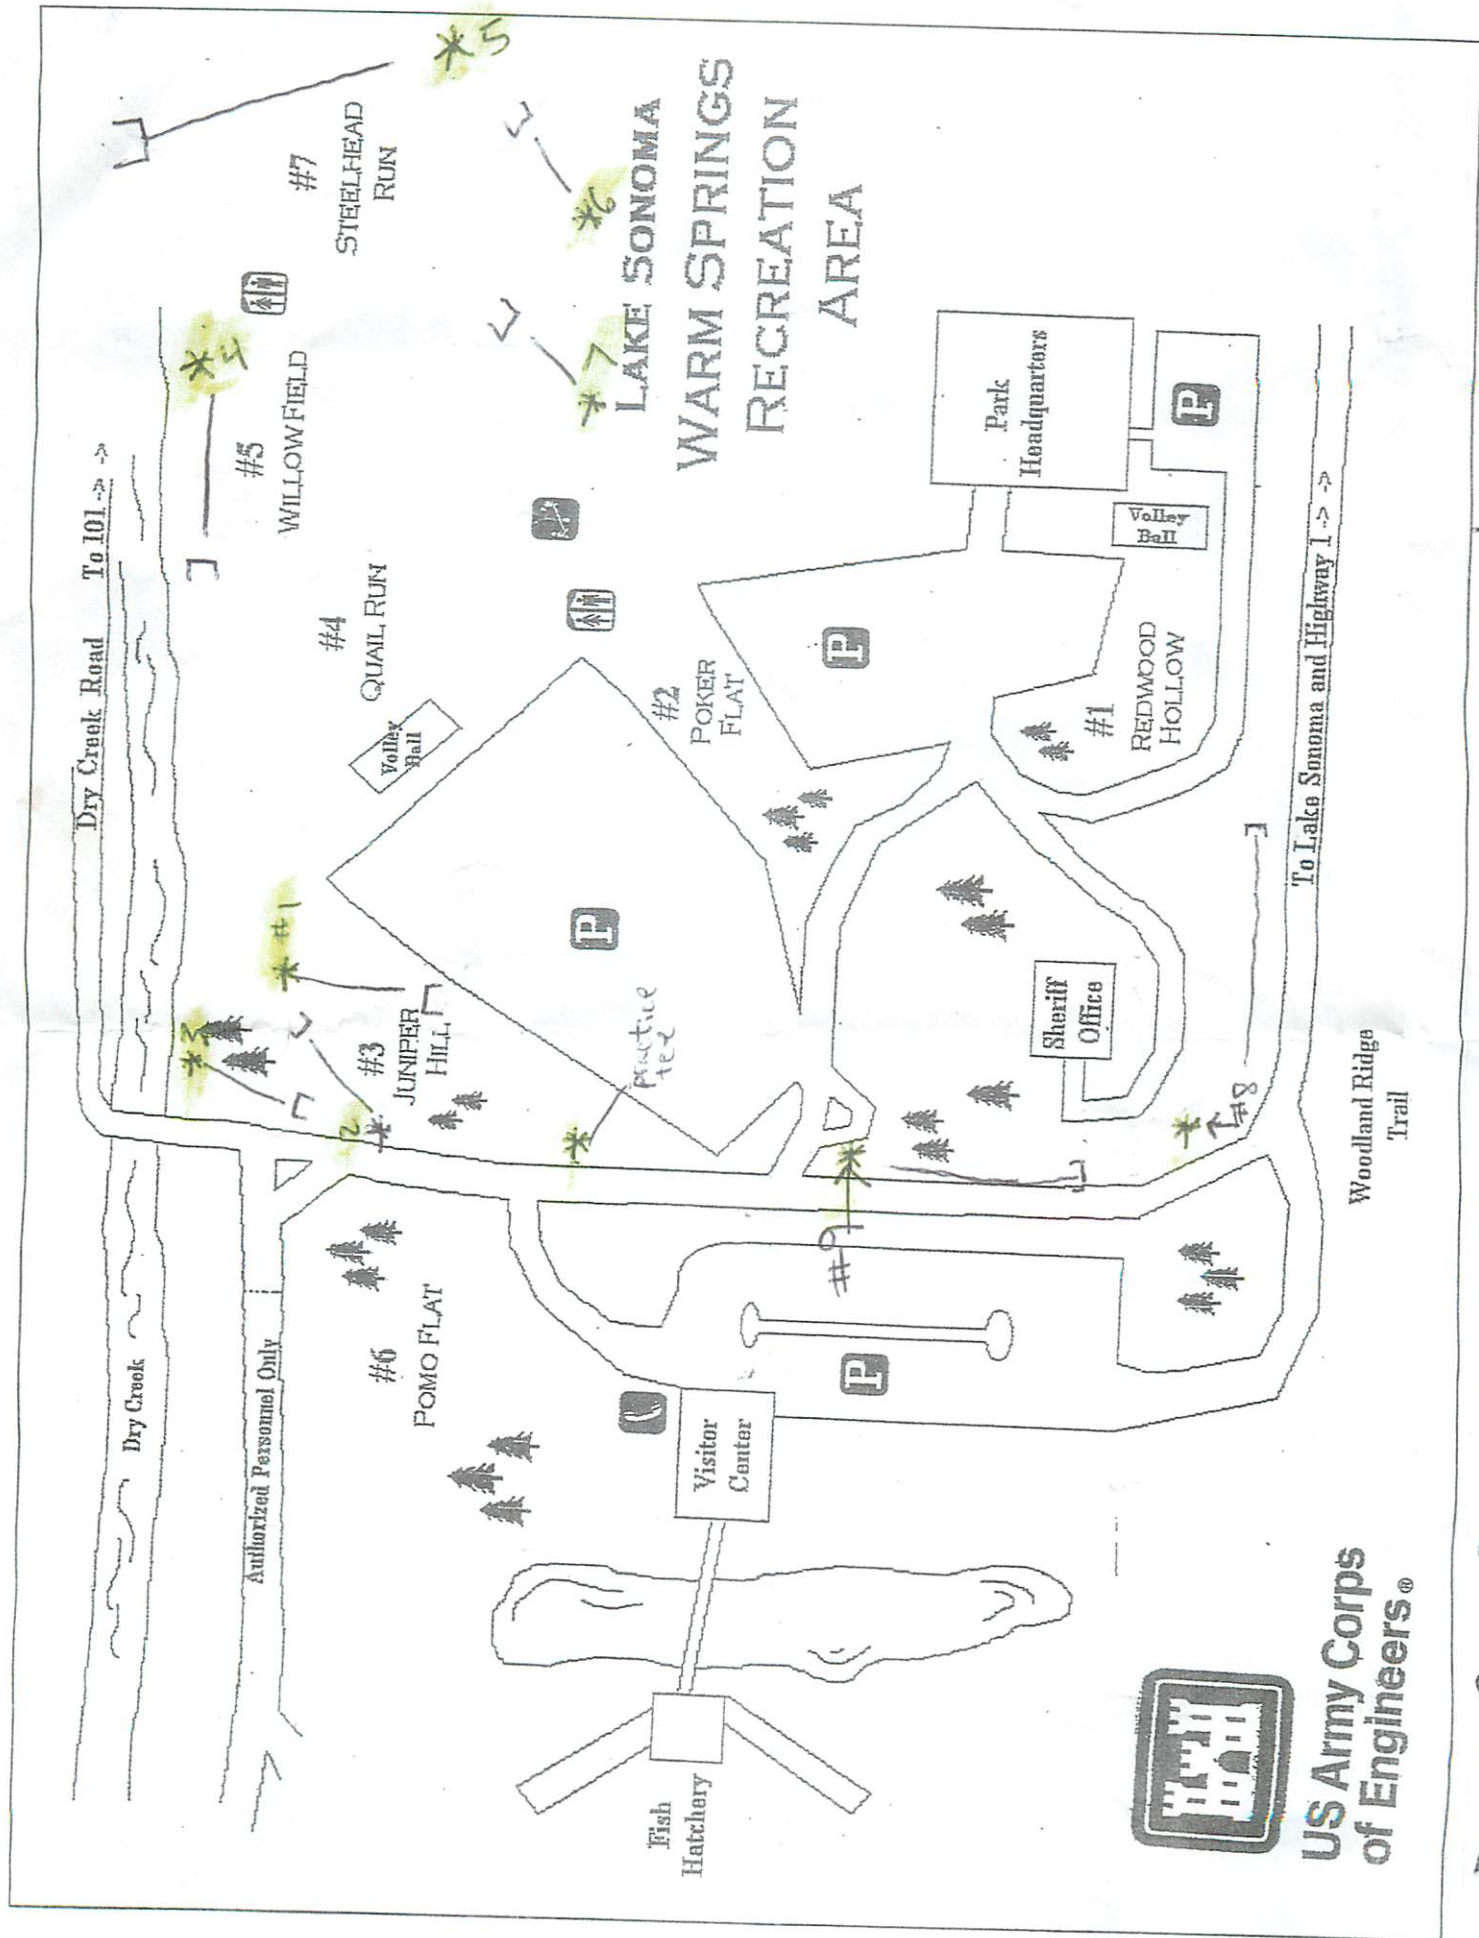 Dry Creek Road To 101 -> ->
Dry Creek
Authorized Personnel Only
*3
*4
#5
WILLOW FIELD
*5
#7
STEELHEAD
RUN
* #1
#4
QUAIL RUN
Volley
Ball
*2
#3
JUNIPER
HILL
#6
POMO FLAT
P
practice
tee
*
*7
*6
LAKE SONOMA
WARM SPRINGS
RECREATION
AREA
#2
POKER
FLAT
P
Visitor
Center
P
#9
*
Fish
Hatchery
Park
Headquarters
P
Volley
Ball
#1
REDWOOD
HOLLOW
Sheriff
Office
*
#8
To Lake Sonoma and Highway 1 -> ->
Woodland Ridge
Trail
US Army Corps
of Engineers®